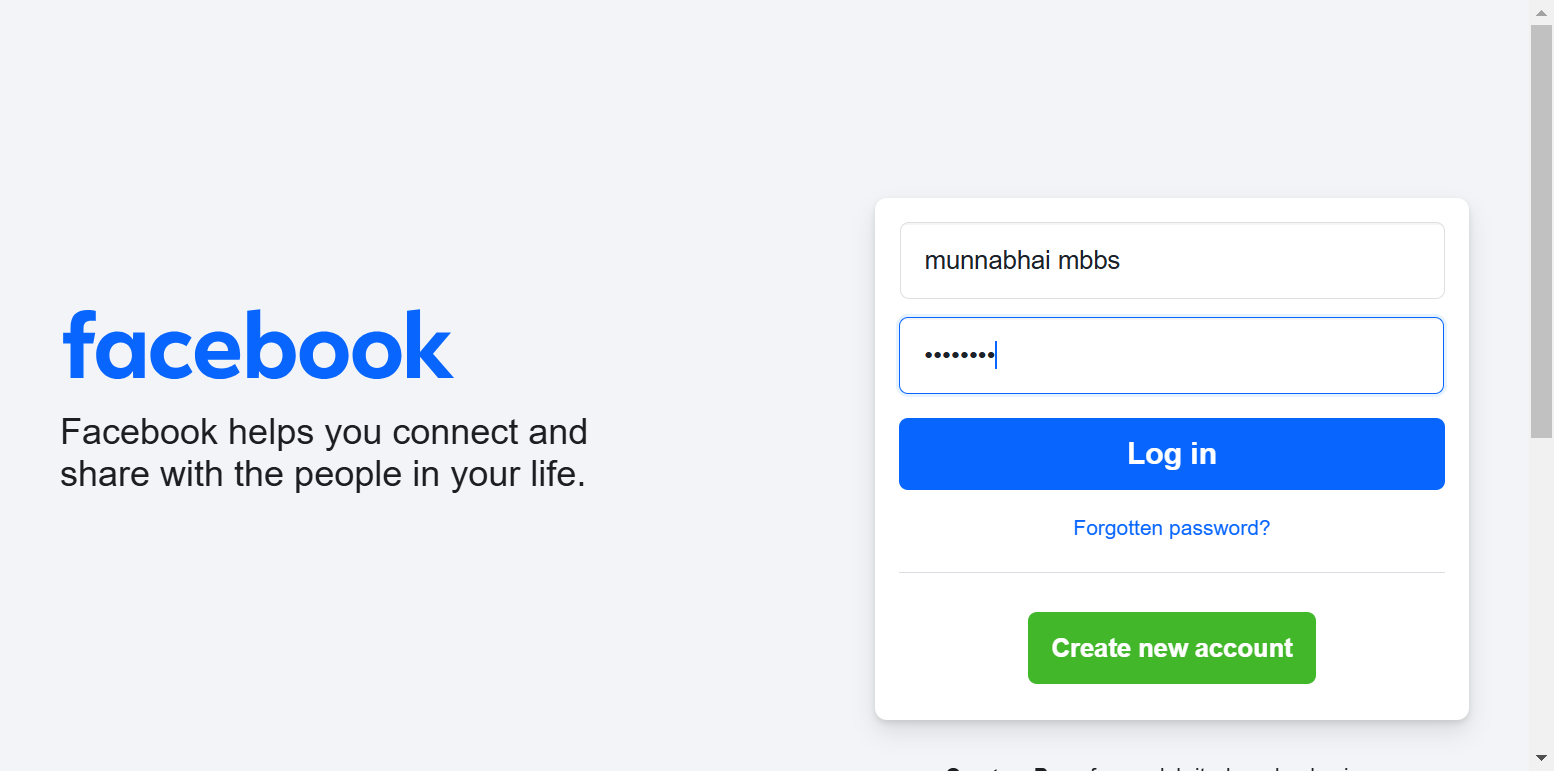 facebook
Facebook helps you connect and
share with the people in your life.
munnabhai mbbs
••••••••
Log in
Forgotten password?
Create new account